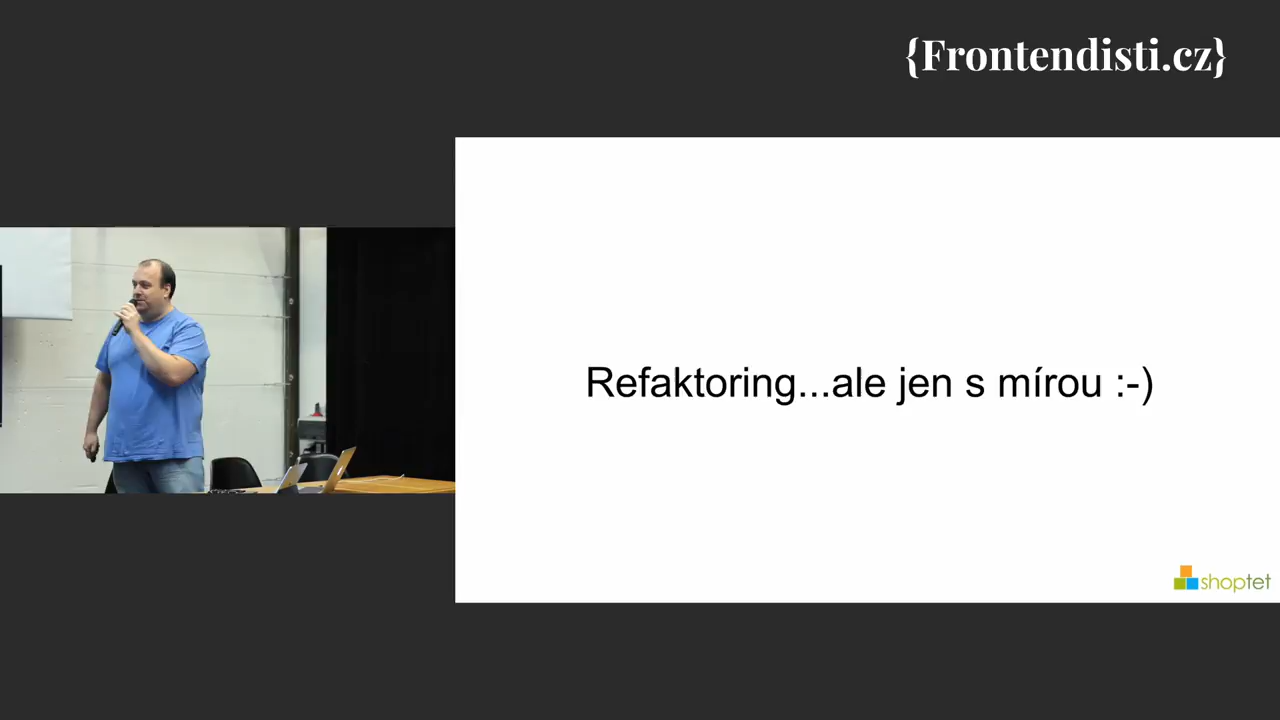 {Frontendisti.cz}
Refaktoring...ale jen s mírou :-)
shoptet